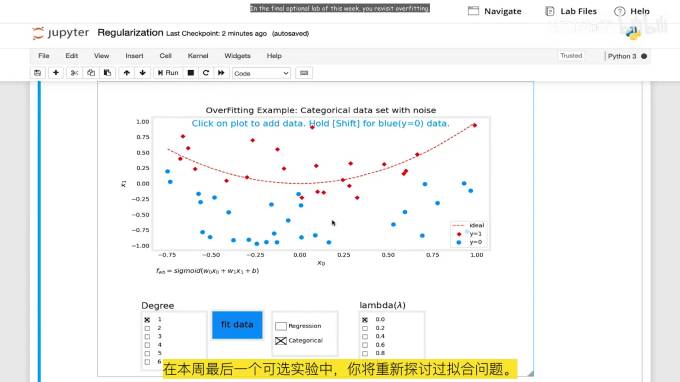 In the final optional lab of this week, you revisit overfitting.
Navigate Lab Files Help
jupyter Regularization Last Checkpoint: 2 minutes ago (autosaved)
File Edit View Insert Cell Kernel Widgets Help Trusted Python 3
Run Code
OverFitting Example: Categorical data set with noise
Click on plot to add data. Hold [Shift] for blue(y=0) data.
1.00
0.75
0.50
0.25
0.00
−0.25
−0.50
−0.75
−1.00
x1
ideal
y=1
y=0
−0.75 −0.50 −0.25 0.00 0.25 0.50 0.75 1.00
x0
fwb = sigmoid(w0x0 + w1x1 + b)
Degree
1
2
3
4
5
6
fit data
Regression
Categorical
lambda(λ)
0.0
0.2
0.4
0.6
0.8
在本周最后一个可选实验中，你将重新探讨过拟合问题。